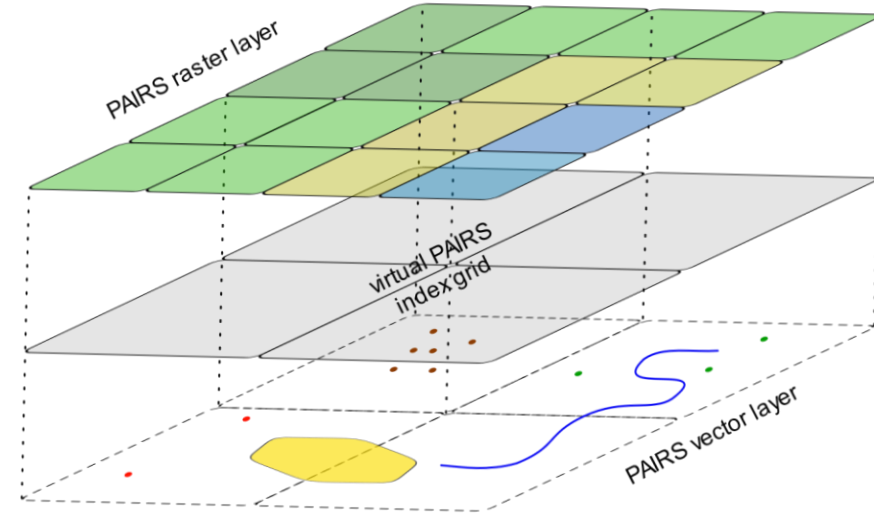 PAIRS raster layer
virtual PAIRS
index grid
PAIRS vector layer